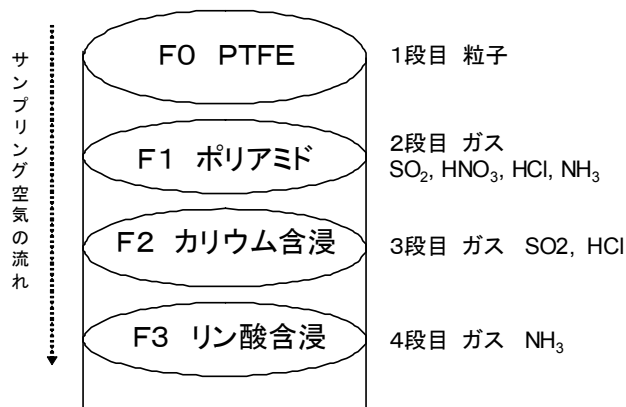 サンプリング空気の流れ
F0 PTFE
1段目 粒子
F1 ポリアミド
2段目 ガス
SO₂, HNO₃, HCl, NH₃
F2 カリウム含浸
3段目 ガス SO2, HCl
F3 リン酸含浸
4段目 ガス NH₃